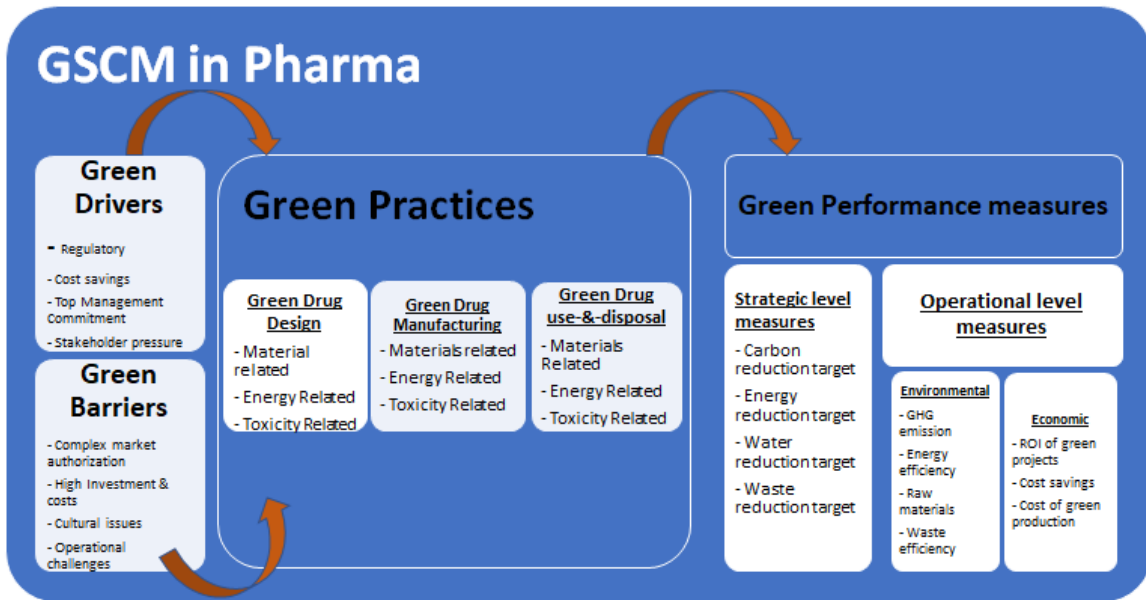 GSCM in Pharma
Green
Drivers
- Regulatory
- Cost savings
- Top Management
Commitment
- Stakeholder pressure
Green
Barriers
- Complex market
authorization
- High Investment &
costs
- Cultural issues
- Operational
challenges
Green Practices
Green Drug
Design
- Material
related
- Energy Related
- Toxicity Related
Green Drug
Manufacturing
- Materials related
- Energy Related
- Toxicity Related
Green Drug
use-&-disposal
- Materials
Related
- Energy Related
- Toxicity Related
Green Performance measures
Strategic level
measures
- Carbon
reduction target
- Energy
reduction target
- Water
reduction target
- Waste
reduction target
Operational level
measures
Environmental
- GHG
emission
- Energy
efficiency
- Raw
materials
- Waste
efficiency
Economic
- ROI of green
projects
- Cost savings
- Cost of green
production